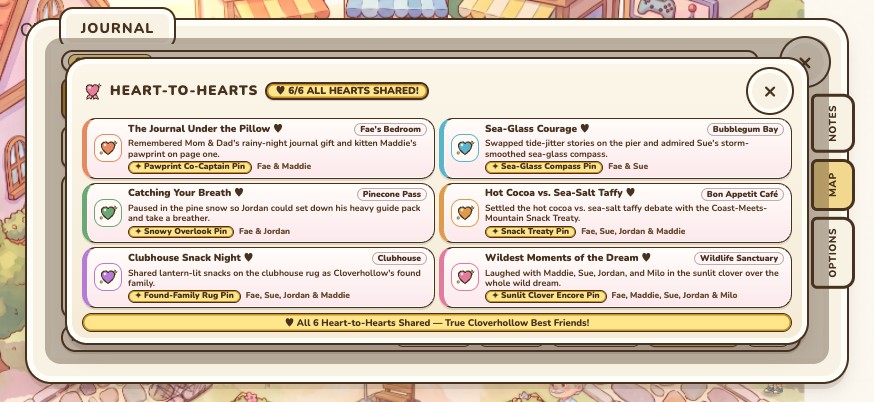 JOURNAL
HEART-TO-HEARTS
♥ 6/6 ALL HEARTS SHARED!
×
×
The Journal Under the Pillow ♥
Fae's Bedroom
Remembered Mom & Dad's rainy-night journal gift and kitten Maddie's
pawprint on page one.
✦ Pawprint Co-Captain Pin Fae & Maddie
Sea-Glass Courage ♥
Bubblegum Bay
Swapped tide-jitter stories on the pier and admired Sue's storm-
smoothed sea-glass compass.
✦ Sea-Glass Compass Pin Fae & Sue
Catching Your Breath ♥
Pinecone Pass
Paused in the pine snow so Jordan could set down his heavy guide pack
and take a breather.
✦ Snowy Overlook Pin Fae & Jordan
Hot Cocoa vs. Sea-Salt Taffy ♥
Bon Appetit Café
Settled the hot cocoa vs. sea-salt taffy debate with the Coast-Meets-
Mountain Snack Treaty.
✦ Snack Treaty Pin Fae, Sue, Jordan & Maddie
Clubhouse Snack Night ♥
Clubhouse
Shared lantern-lit snacks on the clubhouse rug as Cloverhollow's found
family.
✦ Found-Family Rug Pin Fae, Sue, Jordan & Maddie
Wildest Moments of the Dream ♥
Wildlife Sanctuary
Laughed with Maddie, Sue, Jordan, and Milo in the sunlit clover over the
whole wild dream.
✦ Sunlit Clover Encore Pin Fae, Maddie, Sue, Jordan & Milo
♥ All 6 Heart-to-Hearts Shared — True Cloverhollow Best Friends!
NOTES
MAP
OPTIONS